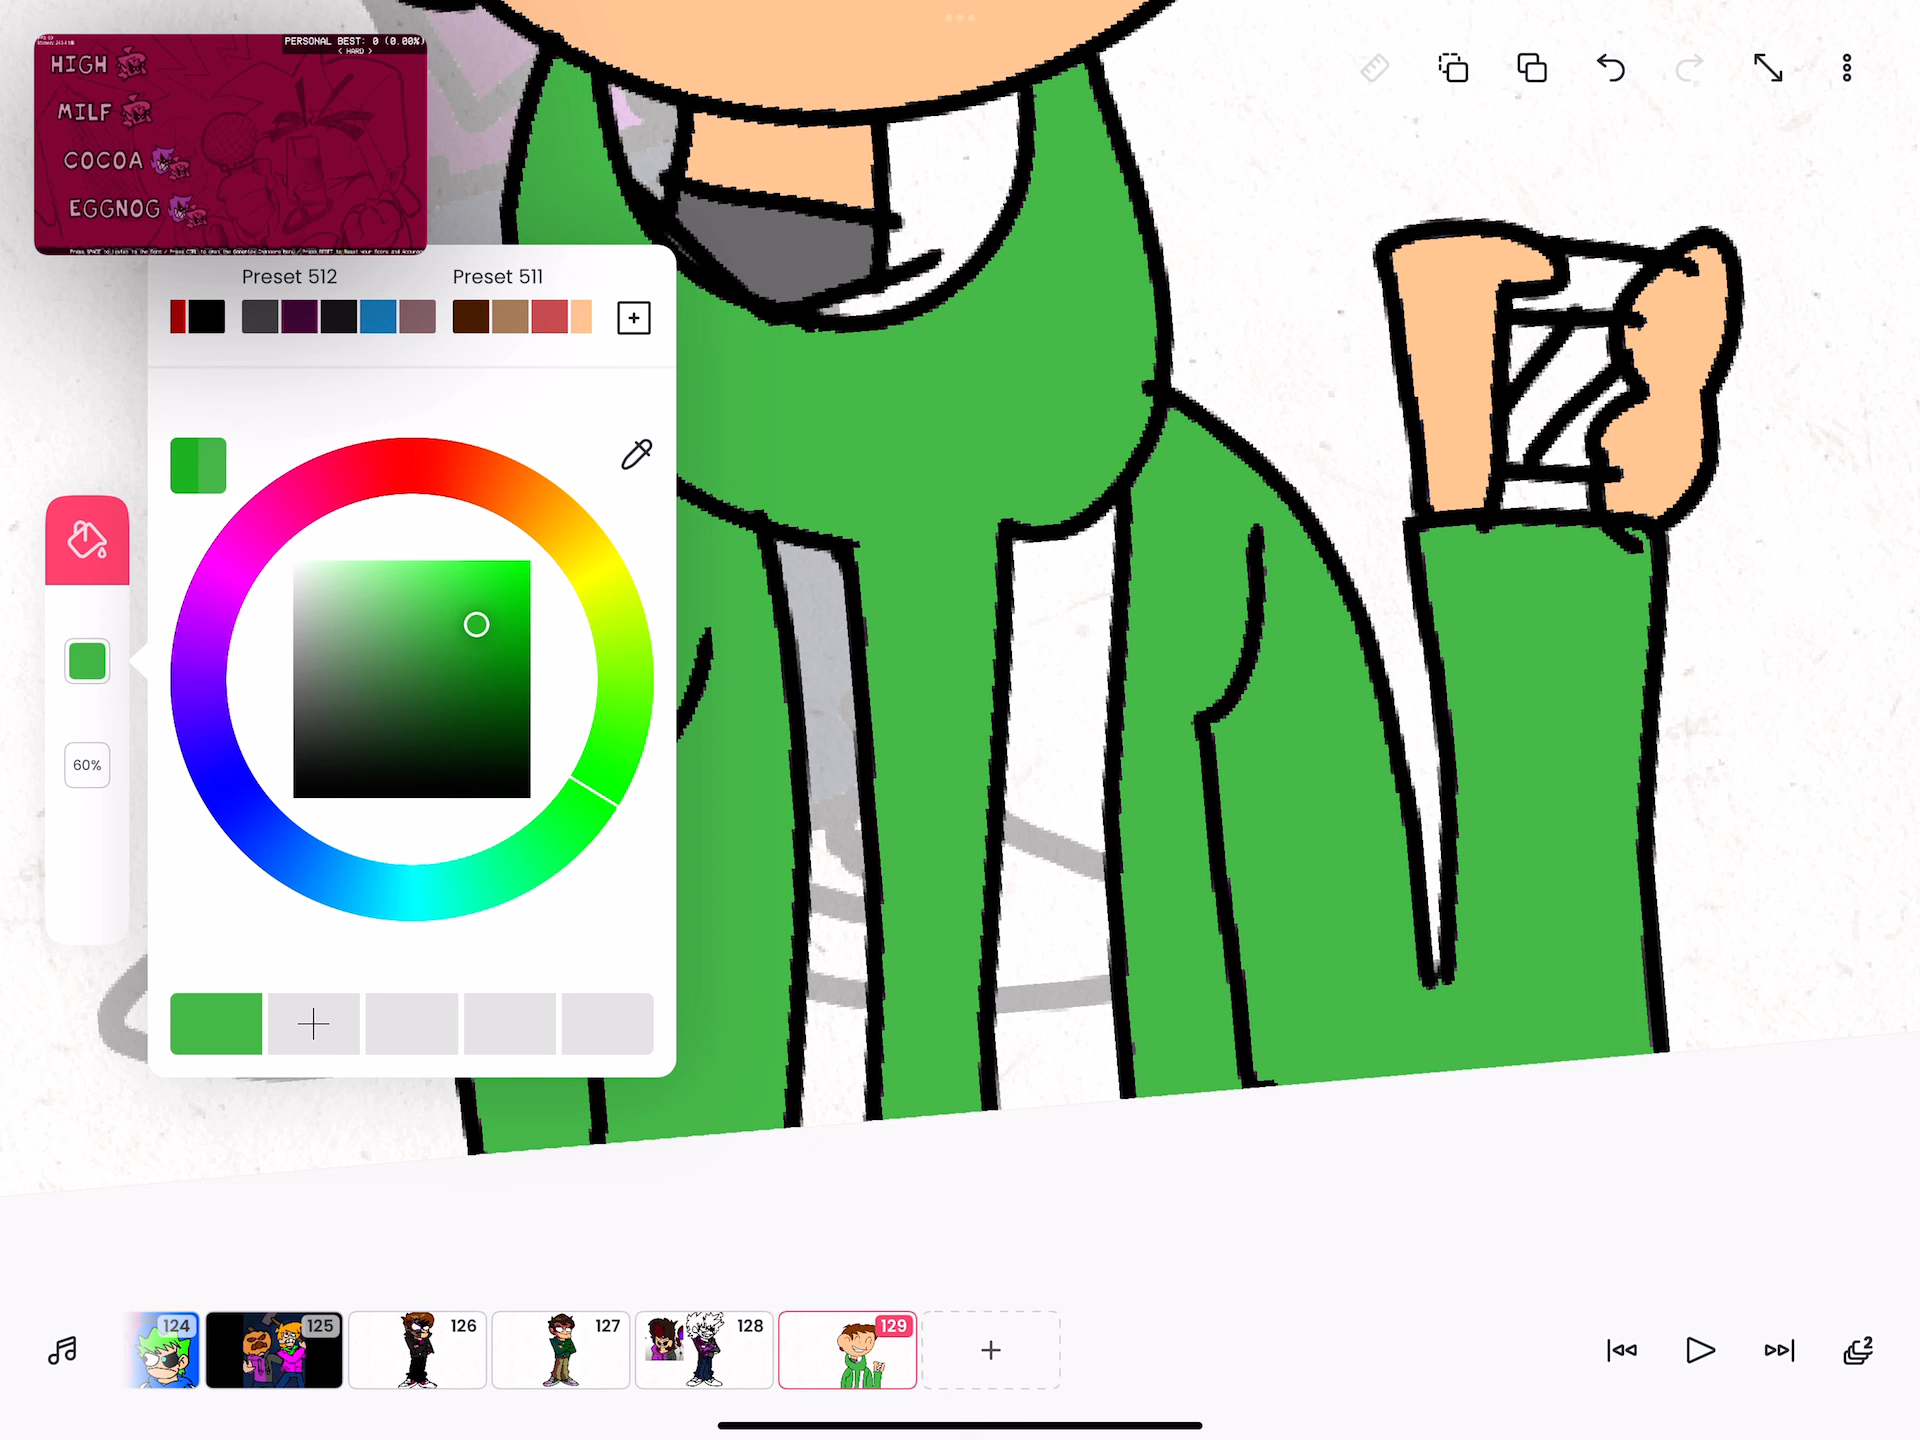 PERSONAL BEST: 0 (0.00%)
< HARD >
HIGH
MILF
COCOA
EGGNOG
Preset 512
Preset 511
60%
124
125
126
127
128
129
2